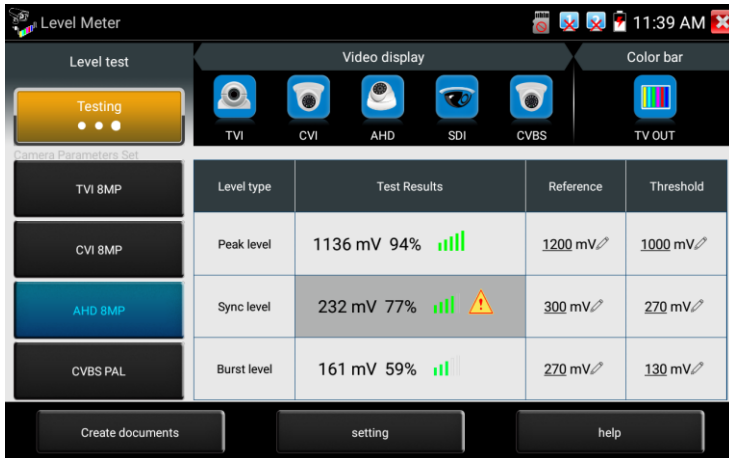 Level Meter
11:39 AM
Level test
Video display
Color bar
Testing
TVI
CVI
AHD
SDI
CVBS
TV OUT
Camera Parameters Set
TVI 8MP
CVI 8MP
AHD 8MP
CVBS PAL
Level type Test Results Reference Threshold
Peak level 1136 mV 94% 1200 mV 1000 mV
Sync level 232 mV 77% 300 mV 270 mV
Burst level 161 mV 59% 270 mV 130 mV
Create documents
setting
help